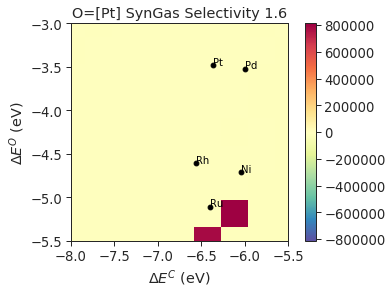 O=[Pt] SynGas Selectivity 1.6
−3.0
−3.5
−4.0
−4.5
−5.0
−5.5
ΔE^O (eV)
Pt
Pd
Rh
Ni
Ru
−8.0 −7.5 −7.0 −6.5 −6.0 −5.5
ΔE^C (eV)
800000
600000
400000
200000
0
−200000
−400000
−600000
−800000